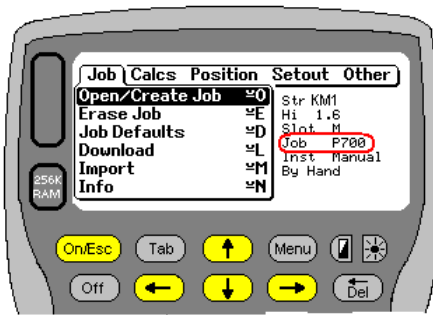 Job Calcs Position Setout Other
Open/Create Job ⌤O
Erase Job ⌤E
Job Defaults ⌤D
Download ⌤L
Import ⌤M
Info ⌤N
Str KM1
Hi 1.6
Slot M
Job P700
Inst Manual
By Hand
256K
RAM
On/Esc Tab Menu
Off Del